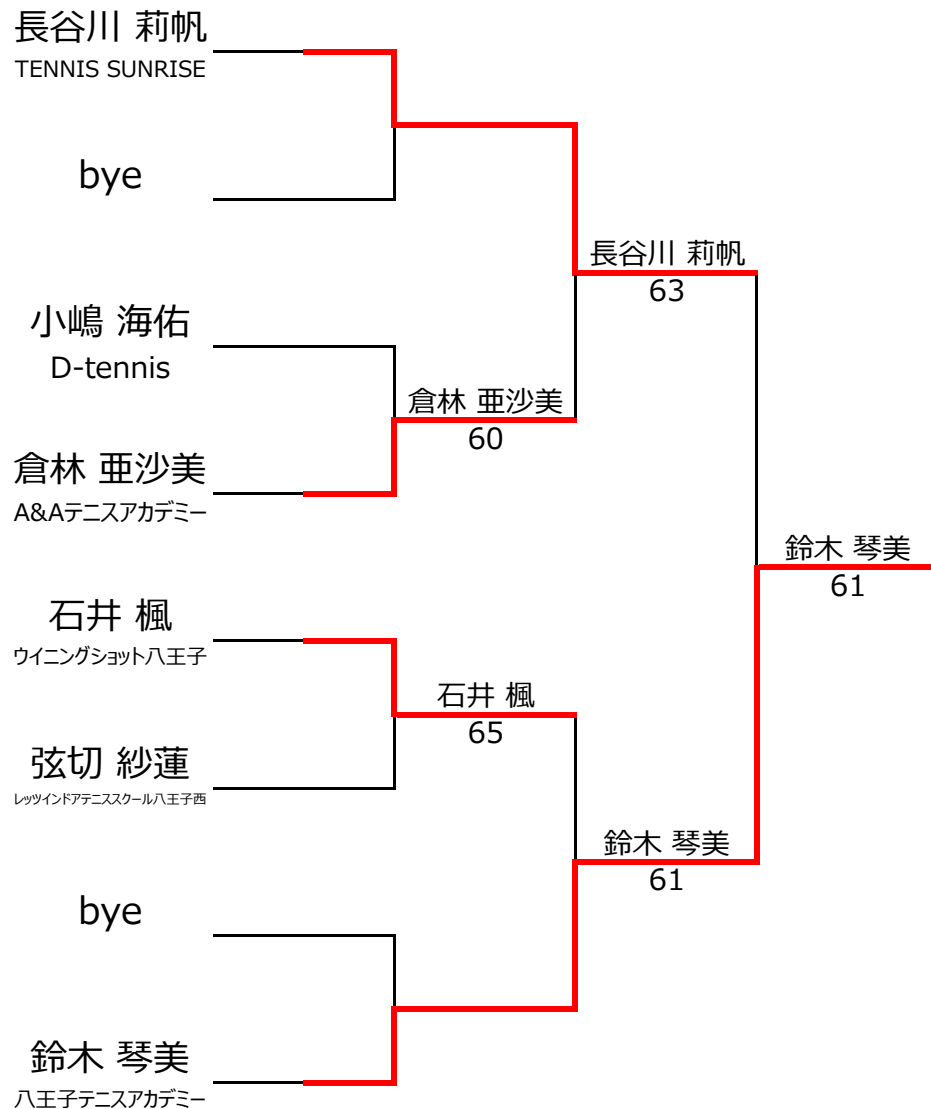 長谷川 莉帆
TENNIS SUNRISE
bye
長谷川 莉帆
63
小嶋 海佑
D-tennis
倉林 亜沙美
60
倉林 亜沙美
A&Aテニスアカデミー
鈴木 琴美
61
石井 楓
ウイニングショット八王子
石井 楓
65
弦切 紗蓮
レッツインドアテニススクール八王子西
鈴木 琴美
61
bye
鈴木 琴美
八王子テニスアカデミー